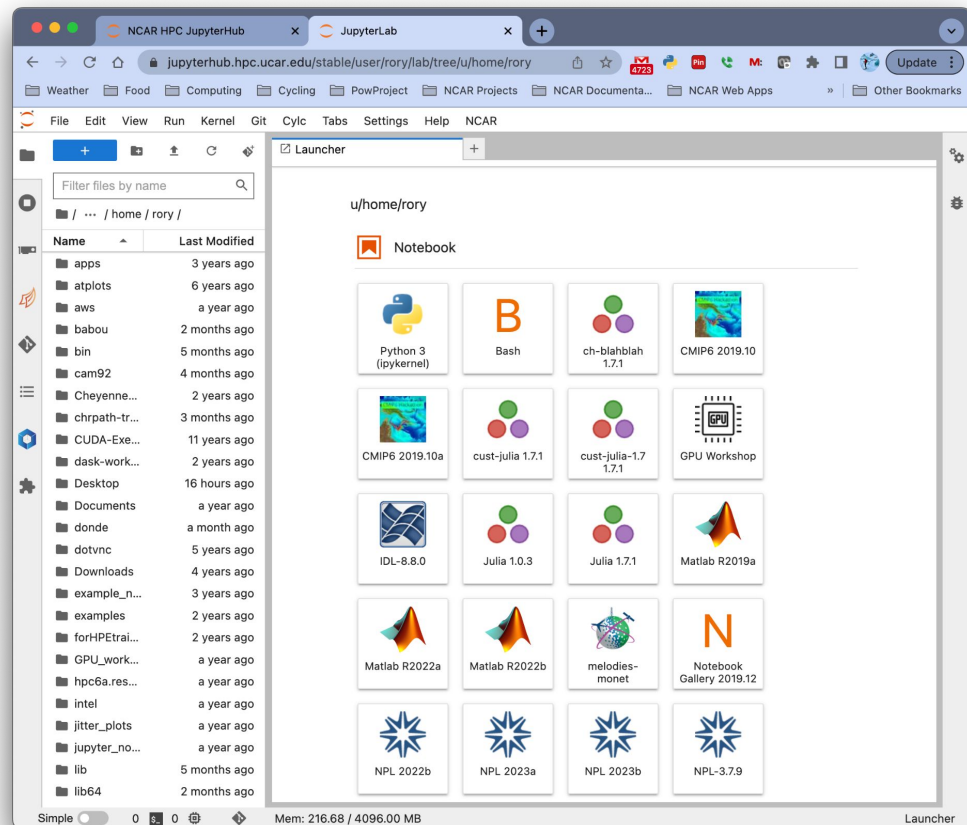 NCAR HPC JupyterHub
JupyterLab
jupyterhub.hpc.ucar.edu/stable/user/rory/lab/tree/u/home/rory
4723
Pin
M:
Update
Weather
Food
Computing
Cycling
PowProject
NCAR Projects
NCAR Documenta...
NCAR Web Apps
»
Other Bookmarks
File Edit View Run Kernel Git Cylc Tabs Settings Help NCAR
Launcher
Filter files by name
/ ··· / home / rory /
Name Last Modified
apps 3 years ago
atplots 6 years ago
aws a year ago
babou 2 months ago
bin 5 months ago
cam92 4 months ago
Cheyenne... 2 years ago
chrpath-tr... 3 months ago
CUDA-Exe... 11 years ago
dask-work... 2 years ago
Desktop 16 hours ago
Documents a year ago
donde a month ago
dotvnc 5 years ago
Downloads 4 years ago
example_n... 3 years ago
examples 2 years ago
forHPEtrai... 2 years ago
GPU_work... a year ago
hpc6a.res... a year ago
intel a year ago
jitter_plots a year ago
jupyter_no... a year ago
lib 5 months ago
lib64 2 months ago
u/home/rory
Notebook
Python 3
(ipykernel)
B
Bash
ch-blahblah
1.7.1
CMIP6 2019.10
CMIP6 2019.10a
cust-julia 1.7.1
cust-julia-1.7
1.7.1
GPU
GPU Workshop
IDL-8.8.0
Julia 1.0.3
Julia 1.7.1
Matlab R2019a
Matlab R2022a
Matlab R2022b
melodies-
monet
N
Notebook
Gallery 2019.12
NPL 2022b
NPL 2023a
NPL 2023b
NPL-3.7.9
Simple
0
0
Mem: 216.68 / 4096.00 MB
Launcher